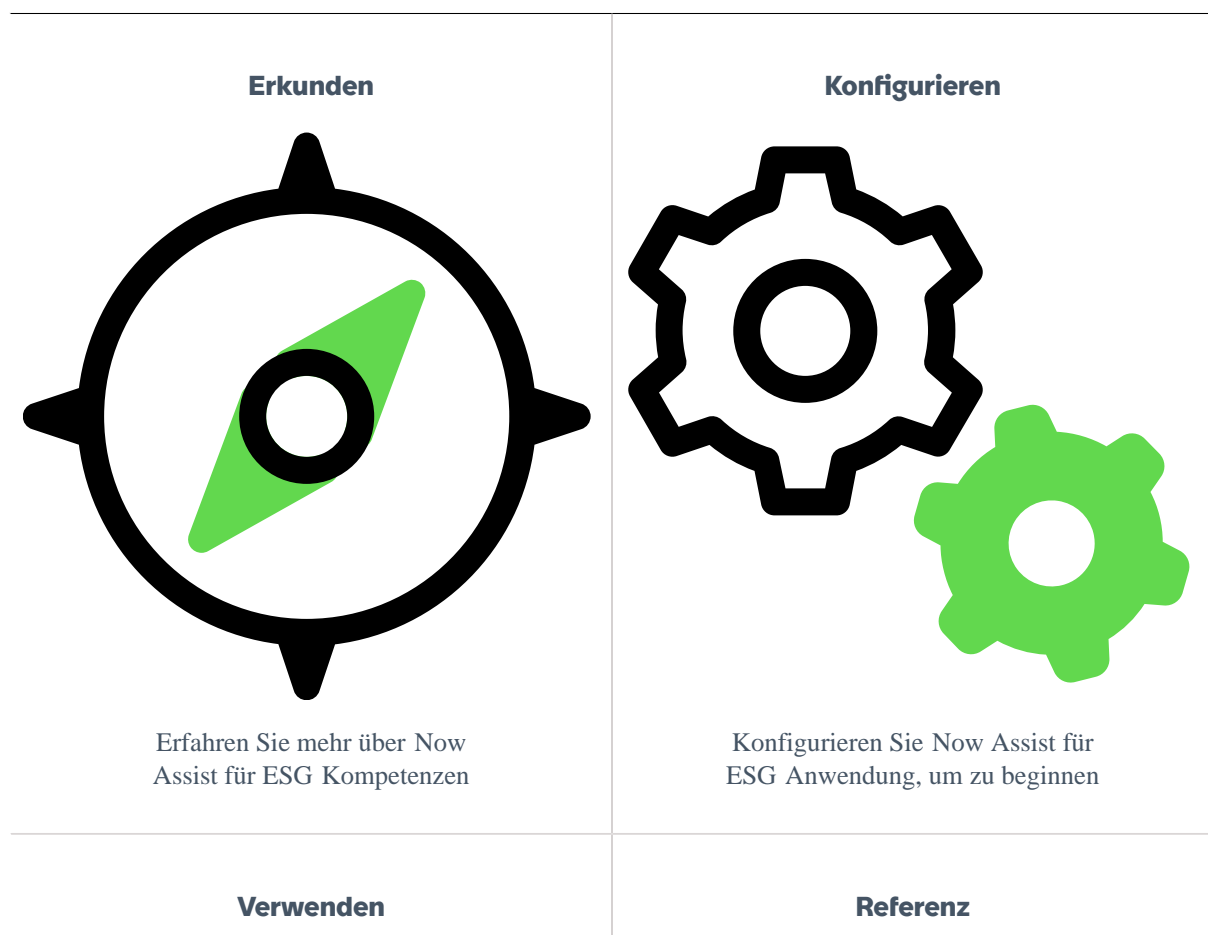 Erkunden
Erfahren Sie mehr über Now
Assist für ESG Kompetenzen
Konfigurieren
Konfigurieren Sie Now Assist für
ESG Anwendung, um zu beginnen
Verwenden
Referenz